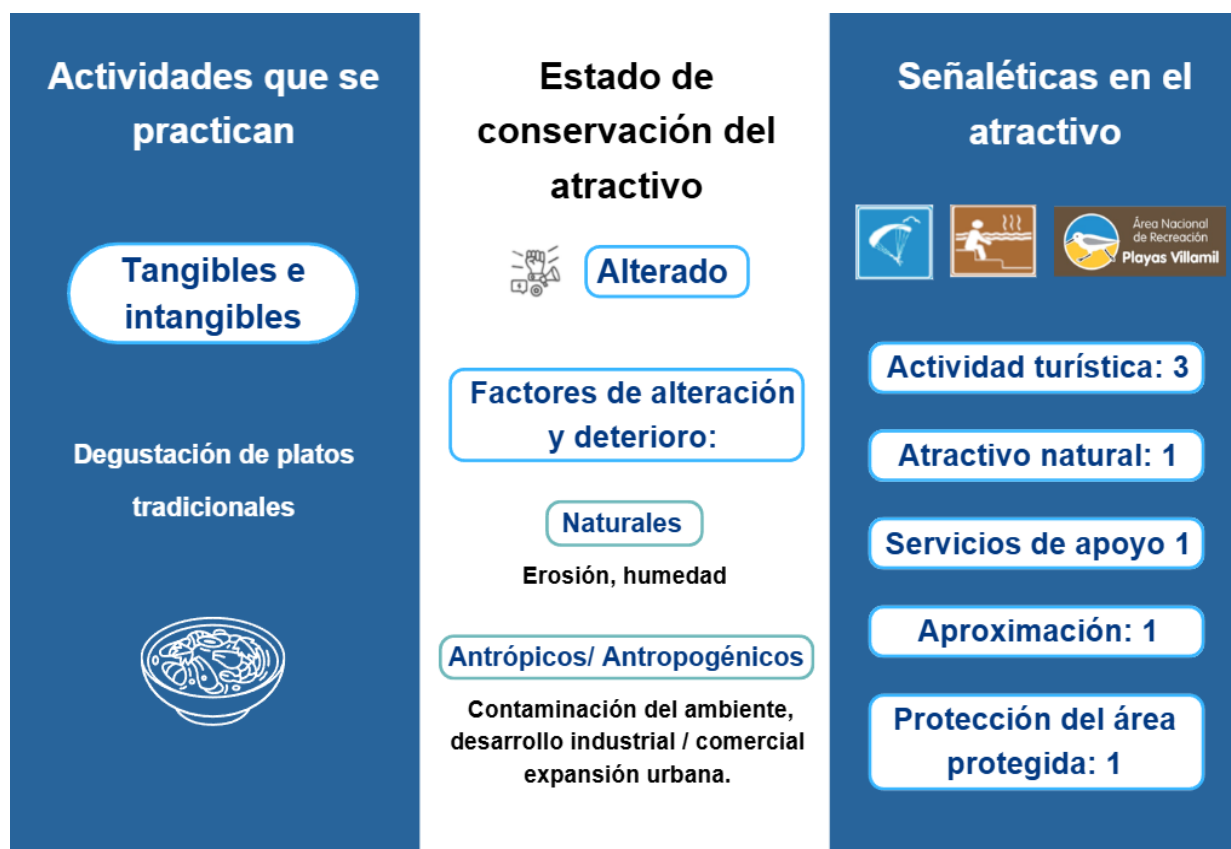 Actividades que se
practican
Tangibles e
intangibles
Degustación de platos
tradicionales
Estado de
conservación del
atractivo
Alterado
Factores de alteración
y deterioro:
Naturales
Erosión, humedad
Antrópicos/ Antropogénicos
Contaminación del ambiente,
desarrollo industrial / comercial
expansión urbana.
Señaléticas en el
atractivo
Área Nacional
de Recreación
Playas Villamil
Actividad turística: 3
Atractivo natural: 1
Servicios de apoyo 1
Aproximación: 1
Protección del área
protegida: 1